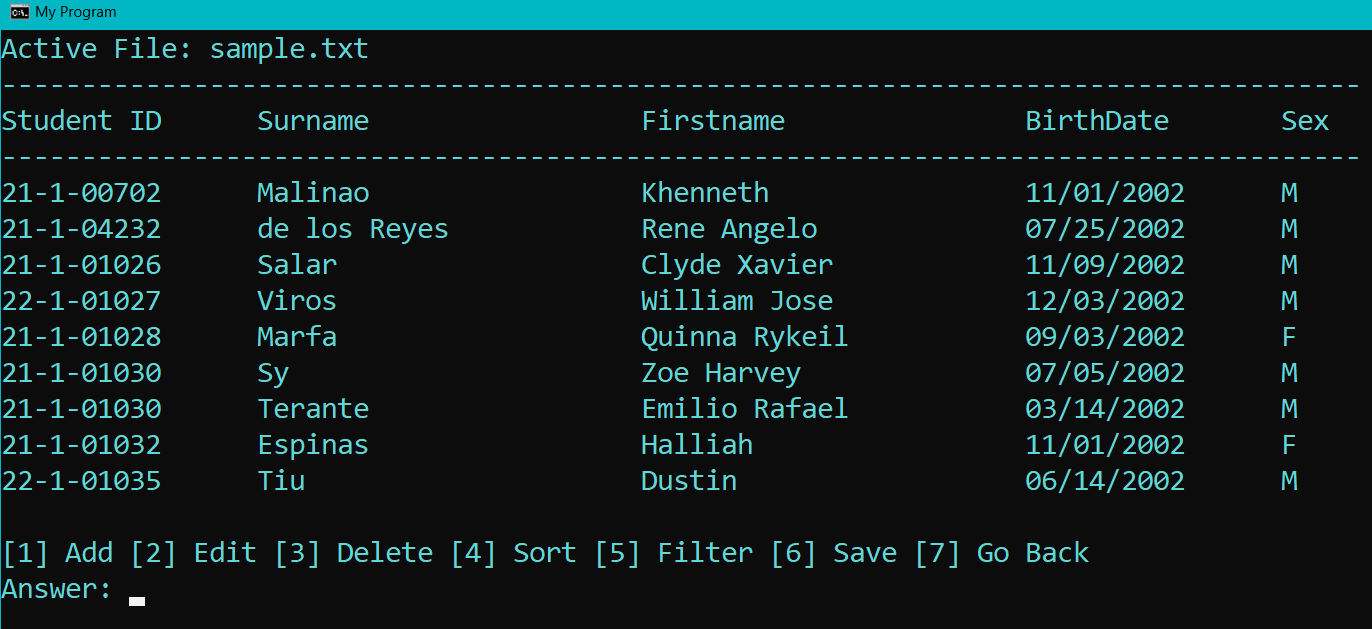 My Program
Active File: sample.txt
-------------------------------------------------------------------------------------
Student ID Surname Firstname BirthDate Sex
-------------------------------------------------------------------------------------
21-1-00702 Malinao Khenneth 11/01/2002 M
21-1-04232 de los Reyes Rene Angelo 07/25/2002 M
21-1-01026 Salar Clyde Xavier 11/09/2002 M
22-1-01027 Viros William Jose 12/03/2002 M
21-1-01028 Marfa Quinna Rykeil 09/03/2002 F
21-1-01030 Sy Zoe Harvey 07/05/2002 M
21-1-01030 Terante Emilio Rafael 03/14/2002 M
21-1-01032 Espinas Halliah 11/01/2002 F
22-1-01035 Tiu Dustin 06/14/2002 M
[1] Add [2] Edit [3] Delete [4] Sort [5] Filter [6] Save [7] Go Back
Answer: